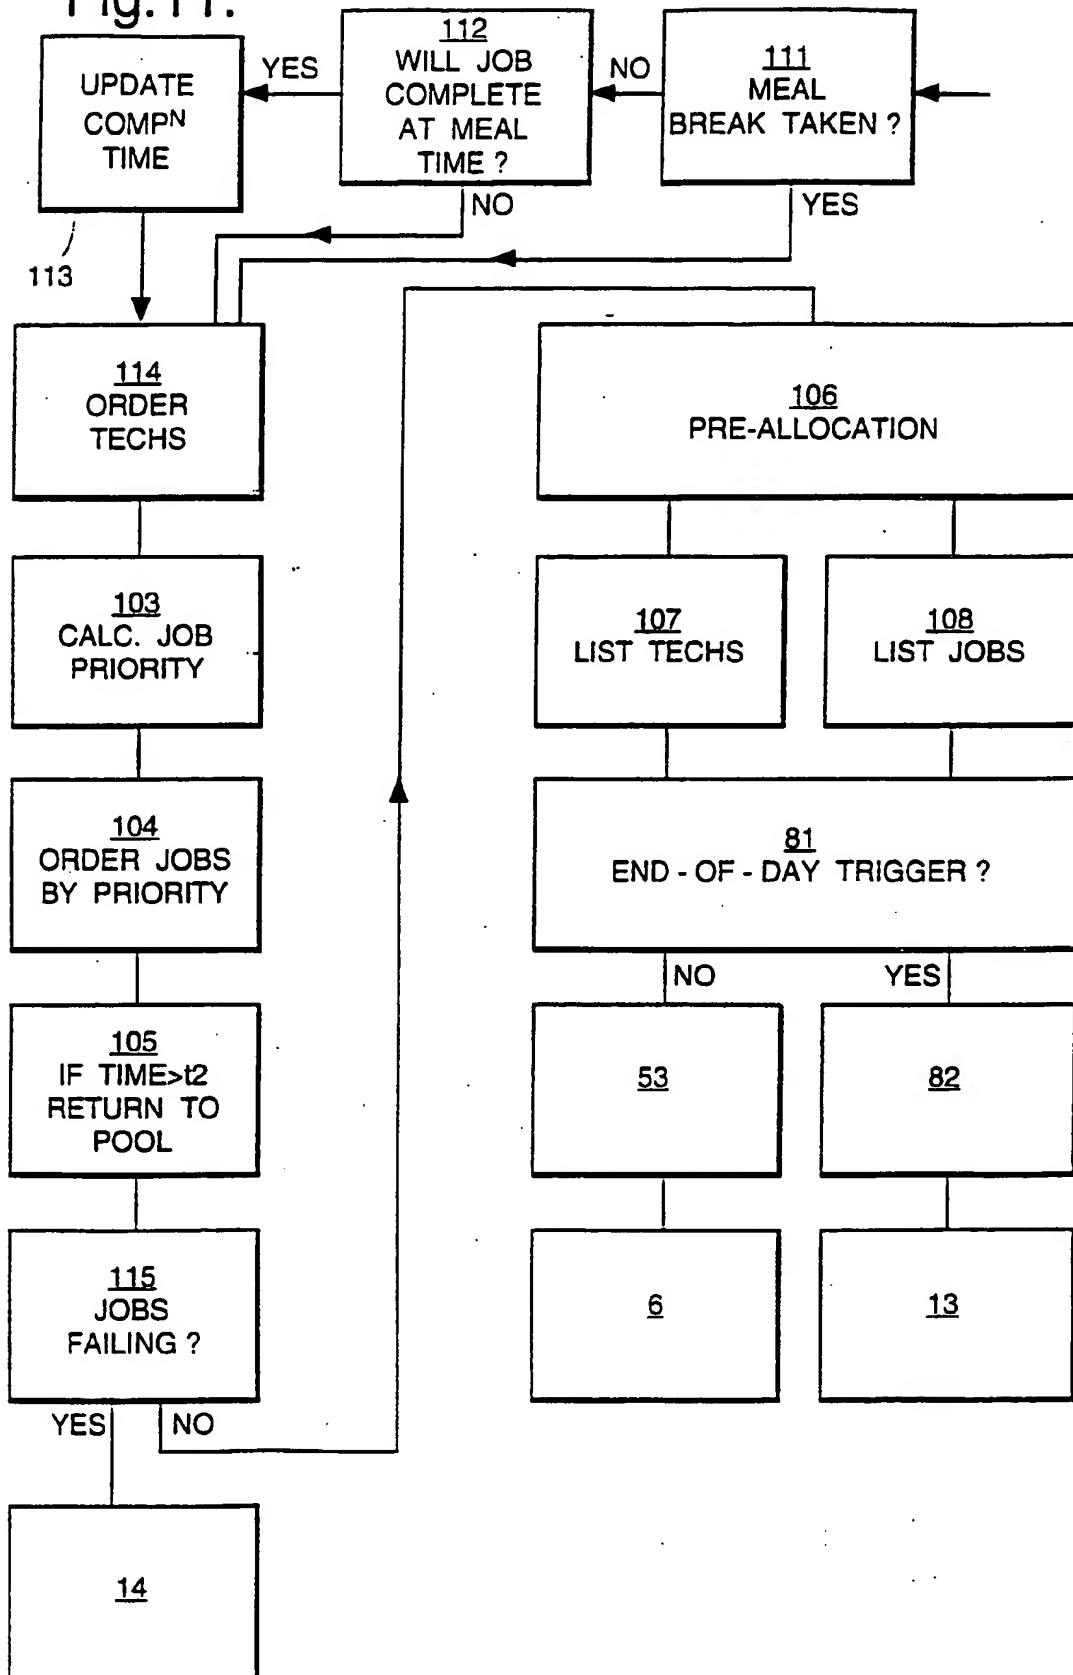 Fig.11.
112
WILL JOB
COMPLETE
AT MEAL
TIME ?
111
MEAL
BREAK TAKEN ?
UPDATE
COMPᴺ
TIME
YES
NO
NO
YES
113
114
ORDER
TECHS
106
PRE-ALLOCATION
103
CALC. JOB
PRIORITY
107
LIST TECHS
108
LIST JOBS
104
ORDER JOBS
BY PRIORITY
81
END - OF - DAY TRIGGER ?
NO
YES
105
IF TIME>t2
RETURN TO
POOL
53
82
115
JOBS
FAILING ?
6
13
YES
NO
14